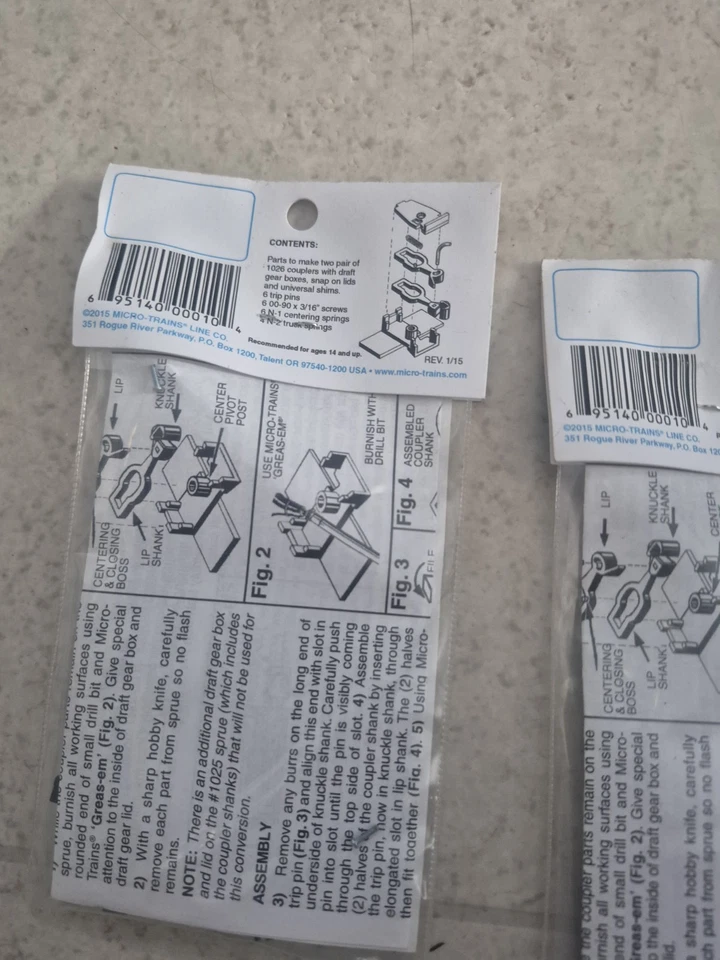 CONTENTS:
Parts to make two pair of
1026 couplers with draft
gear boxes, snap on lids
and universal shims.
6 trip pins
6 00-90 x 3/16" screws
6 N-1 centering springs
4 N-2 truss springs
Recommended for ages 14 and up.
REV. 1/15
6 95140 00010 4
©2015 MICRO-TRAINS® LINE CO.
351 Rogue River Parkway, P.O. Box 1200, Talent OR 97540-1200 USA • www.micro-trains.com
LIP
KNUCKLE
SHANK
CENTER
PIVOT
POST
CENTERING
& CLOSING
BOSS
LIP
SHANK
Fig. 2
USE MICRO-TRAINS
'GREAS-EM'
BURNISH WITH
DRILL BIT
Fig. 3
FILE
Fig. 4
ASSEMBLED
COUPLER
SHANK
sprue, burnish all working surfaces using
rounded end of small drill bit and Micro-
Trains® 'Greas-em' (Fig. 2). Give special
attention to the inside of draft gear box and
draft gear lid.
2) With a sharp hobby knife, carefully
remove each part from sprue so no flash
remains.
NOTE: There is an additional draft gear box
and lid on the #1025 sprue (which includes
the coupler shanks) that will not be used for
this conversion.
ASSEMBLY
3) Remove any burrs on the long end of
trip pin (Fig. 3) and align this end with slot in
underside of knuckle shank. Carefully push
pin into slot until the pin is visibly coming
through the top side of slot. 4) Assemble
(2) halves of the coupler shank by inserting
the trip pin, now in knuckle shank, through
elongated slot in lip shank. The (2) halves
then fit together (Fig. 4). 5) Using Micro-
6 95140 00010 4
©2015 MICRO-TRAINS® LINE CO.
351 Rogue River Parkway, P.O. Box 120
LIP
KNUCKLE
SHANK
CENTER
CENTERING
& CLOSING
BOSS
LIP
SHANK
the coupler parts remain on the
rnish all working surfaces using
end of small drill bit and Micro-
Greas-em' (Fig. 2). Give special
o the inside of draft gear box and
lid.
a sharp hobby knife, carefully
ch part from sprue so no flash